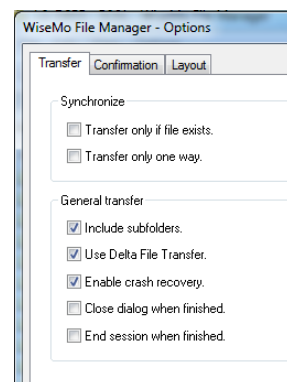 WiseMo File Manager - Options
Transfer Confirmation Layout
Synchronize
Transfer only if file exists.
Transfer only one way.
General transfer
Include subfolders.
Use Delta File Transfer.
Enable crash recovery.
Close dialog when finished.
End session when finished.